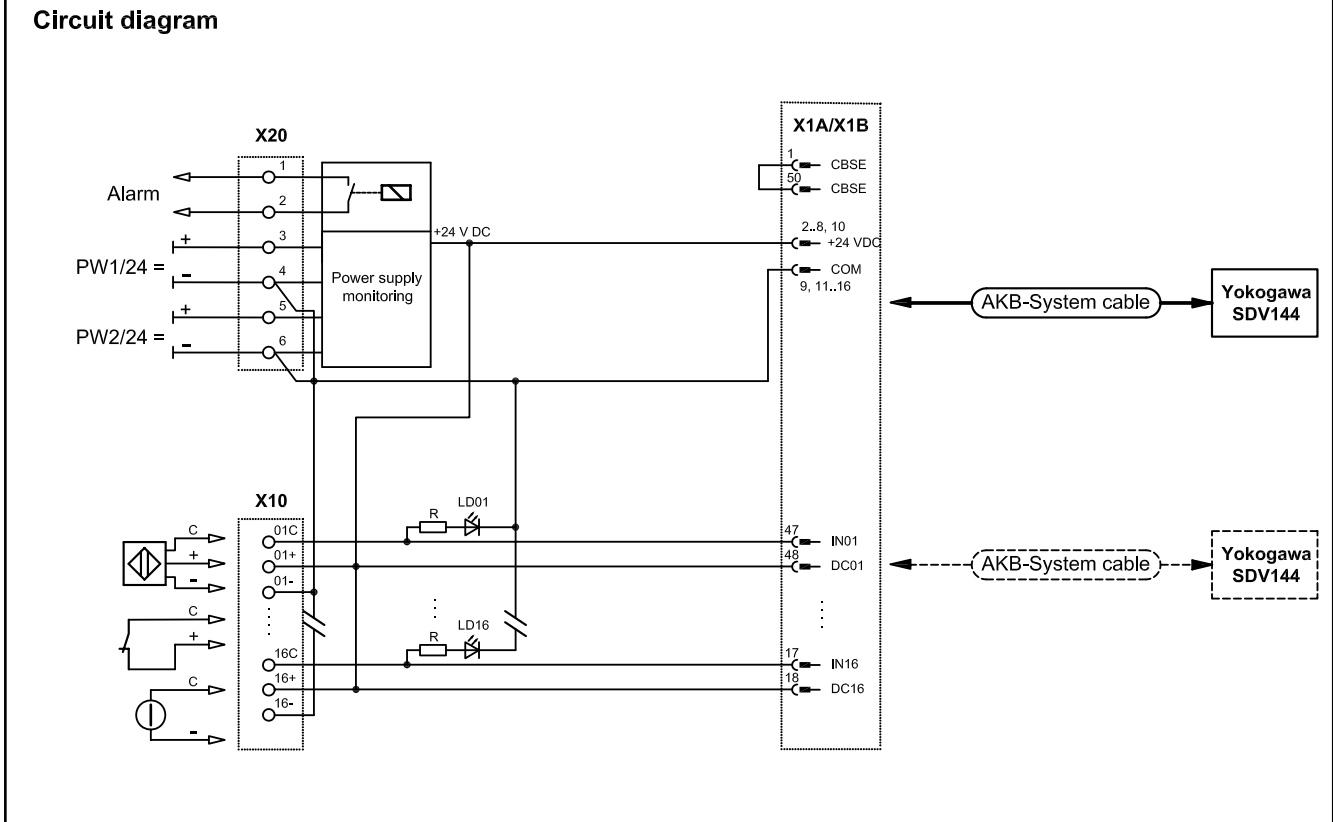 Circuit diagram
X20
X1A/X1B
1
CBSE
50
CBSE
Alarm
1
2
PW1/24 =
+
3
-
4
PW2/24 =
+
5
-
6
Power supply
monitoring
+24 V DC
2..8, 10
+24 VDC
COM
9, 11..16
AKB-System cable
Yokogawa
SDV144
X10
C
+
-
01C
01+
01-
R
LD01
47
IN01
48
DC01
AKB-System cable
Yokogawa
SDV144
C
+
R
LD16
16C
16+
16-
17
IN16
18
DC16
C
-